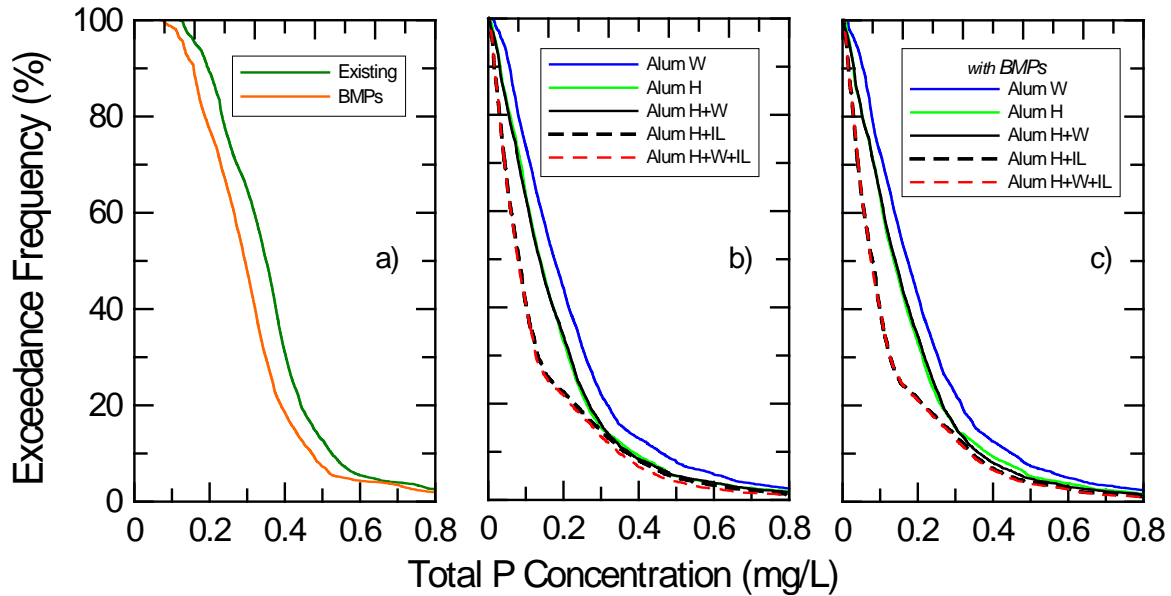 Exceedance Frequency (%)
100
80
60
40
20
0
Existing
BMPs
a)
0
0.2
0.4
0.6
0.8
Alum W
Alum H
Alum H+W
Alum H+IL
Alum H+W+IL
b)
0
0.2
0.4
0.6
0.8
with BMPs
Alum W
Alum H
Alum H+W
Alum H+IL
Alum H+W+IL
c)
0
0.2
0.4
0.6
0.8
Total P Concentration (mg/L)